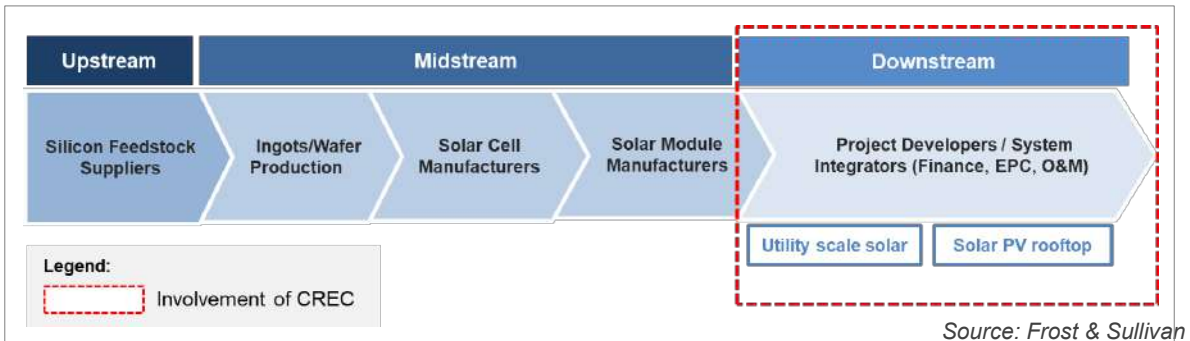 Upstream
Midstream
Downstream
Silicon Feedstock
Suppliers
Ingots/Wafer
Production
Solar Cell
Manufacturers
Solar Module
Manufacturers
Project Developers / System
Integrators (Finance, EPC, O&M)
Utility scale solar
Solar PV rooftop
Legend:
Involvement of CREC
Source: Frost & Sullivan